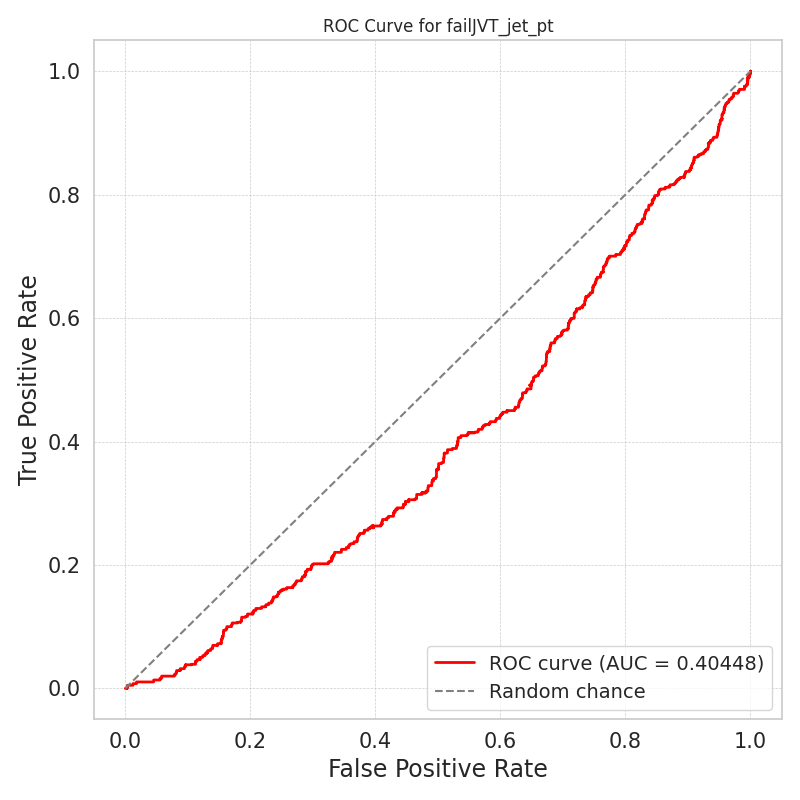 ROC Curve for failJVT_jet_pt
True Positive Rate
1.0
0.8
0.6
0.4
0.2
0.0
ROC curve (AUC = 0.40448)
Random chance
0.0 0.2 0.4 0.6 0.8 1.0
False Positive Rate